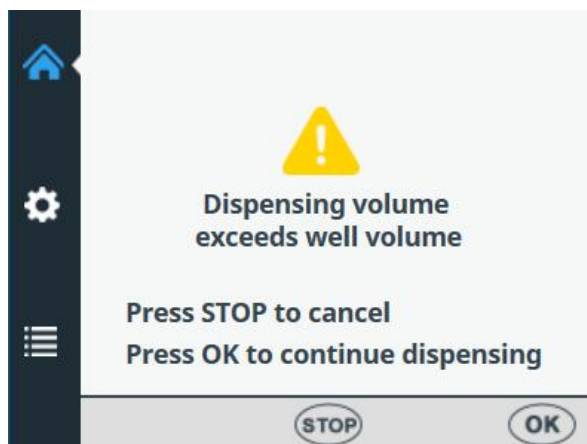 Dispensing volume
exceeds well volume
Press STOP to cancel
Press OK to continue dispensing
STOP OK